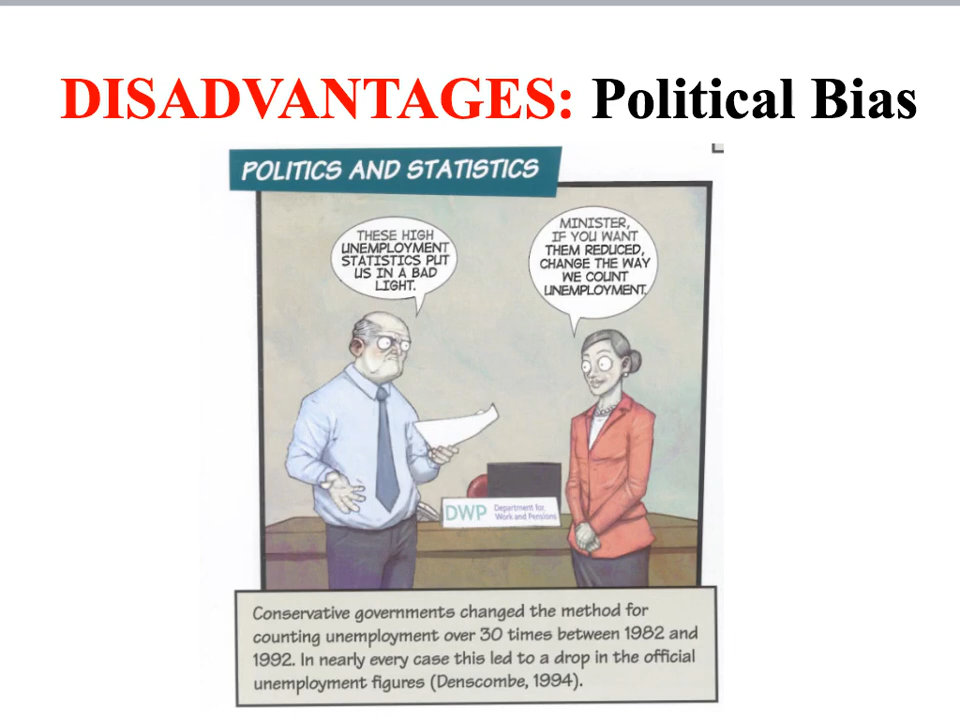 DISADVANTAGES: Political Bias
POLITICS AND STATISTICS
THESE HIGH
UNEMPLOYMENT
STATISTICS PUT
US IN A BAD
LIGHT.
MINISTER,
IF YOU WANT
THEM REDUCED,
CHANGE THE WAY
WE COUNT
UNEMPLOYMENT.
DWP
Department for
Work and Pensions
Conservative governments changed the method for
counting unemployment over 30 times between 1982 and
1992. In nearly every case this led to a drop in the official
unemployment figures (Denscombe, 1994).